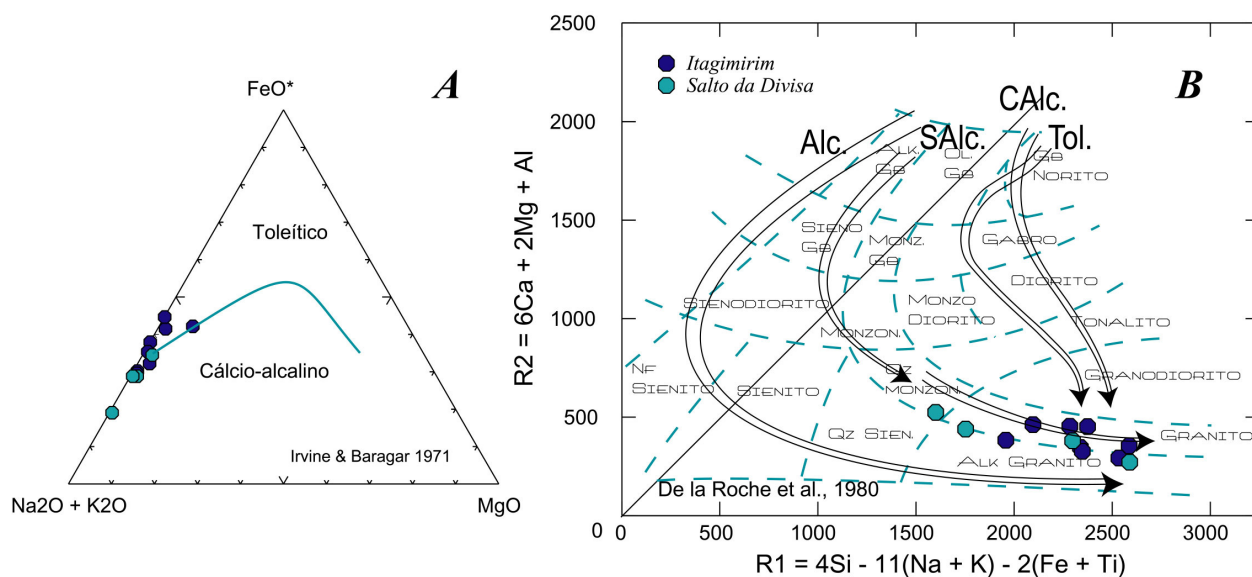 A
FeO*
Toleítico
Cálcio-alcalino
Irvine & Baragar 1971
Na2O + K2O
MgO
B
Itagimirim
Salto da Divisa
CAlc.
Alc.
SAlc.
Tol.
Alk.
Gb
Ol.
Gb
Gb
Norito
Sieno
Gb
Monz.
Gb
Gabro
Diorito
Sienodiorito
Monzo
Diorito
Monzon.
Tonalito
Nf
Sienito
Sienito
Qz
Monzon.
Granodiorito
Qz Sien.
Granito
Alk Granito
De la Roche et al., 1980
R2 = 6Ca + 2Mg + Al
2500
2000
1500
1000
500
0
0
500
1000
1500
2000
2500
3000
R1 = 4Si - 11(Na + K) - 2(Fe + Ti)